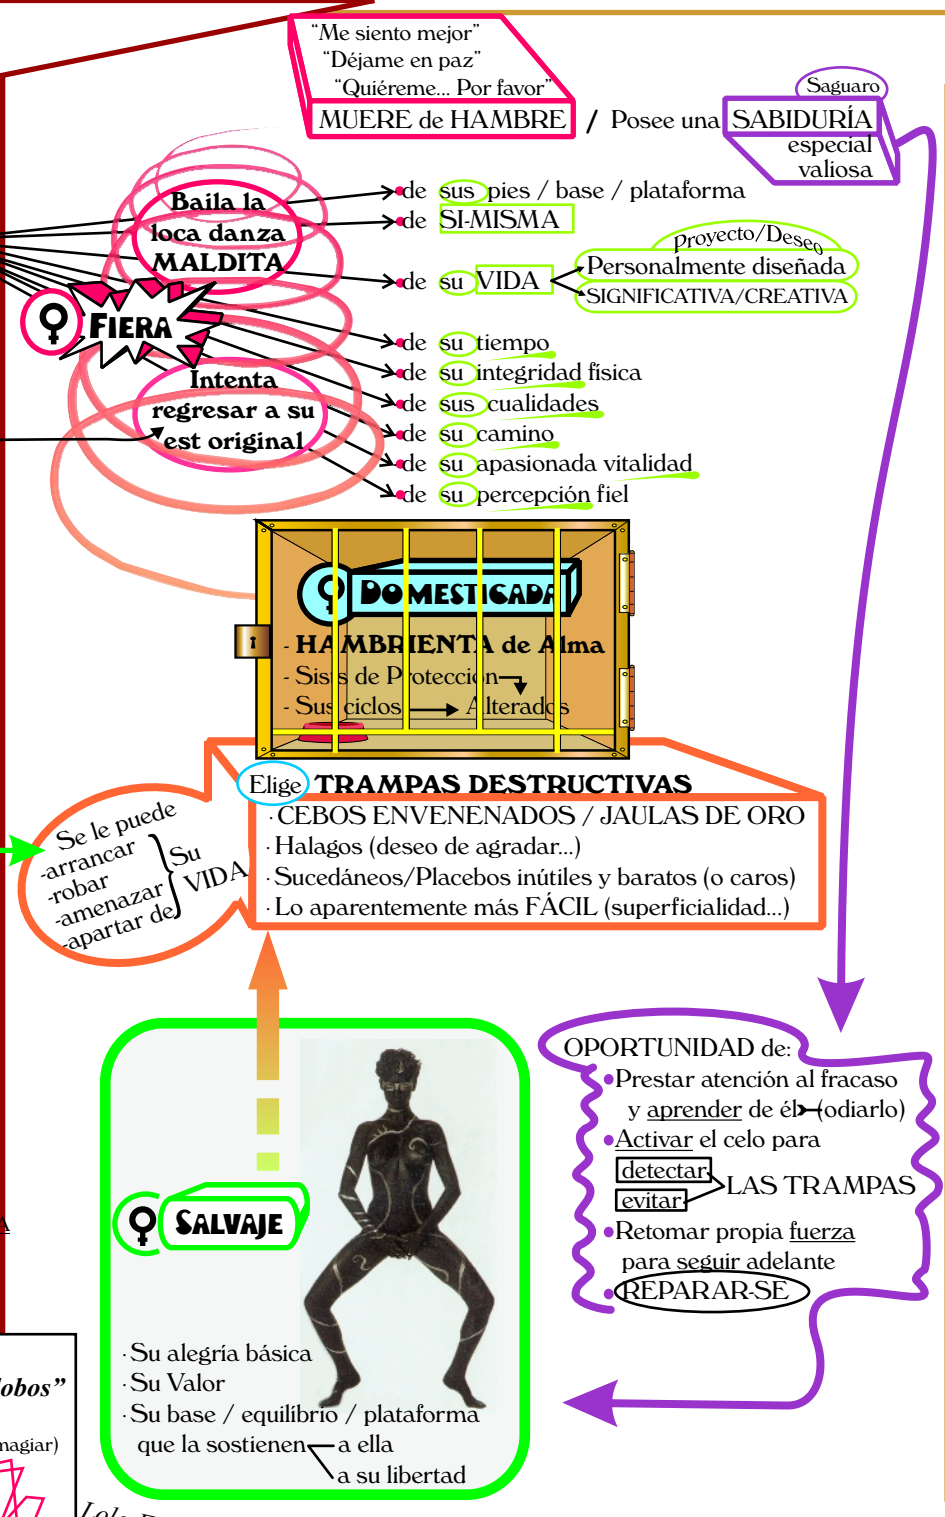 “Me siento mejor”
“Déjame en paz”
“Quiéreme... Por favor”
MUERE de HAMBRE / Posee una SABIDURÍA
Saguaro
especial
valiosa
Baila la
loca danza
MALDITA
FIERA
Intenta
regresar a su
est original
de sus pies / base / plataforma
de SI-MISMA
de su VIDA
Proyecto/Deseo
Personalmente diseñada
SIGNIFICATIVA/CREATIVA
de su tiempo
de su integridad física
de sus cualidades
de su camino
de su apasionada vitalidad
de su percepción fiel
DOMESTICADA
- HAMBRIENTA de Alma
- Sists de Protección
- Sus ciclos Alterados
Elige TRAMPAS DESTRUCTIVAS
· CEBOS ENVENENADOS / JAULAS DE ORO
· Halagos (deseo de agradar...)
· Sucedáneos/Placebos inútiles y baratos (o caros)
· Lo aparentemente más FÁCIL (superficialidad...)
Se le puede
-arrancar
-robar
-amenazar
-apartar de
Su
VIDA
OPORTUNIDAD de:
•Prestar atención al fracaso
y aprender de él (odiarlo)
•Activar el celo para
detectar
evitar
LAS TRAMPAS
•Retomar propia fuerza
para seguir adelante
•REPARAR-SE
SALVAJE
· Su alegría básica
· Su Valor
· Su base / equilibrio / plataforma
que la sostienen a ella
a su libertad
A
lobos”
magiar)